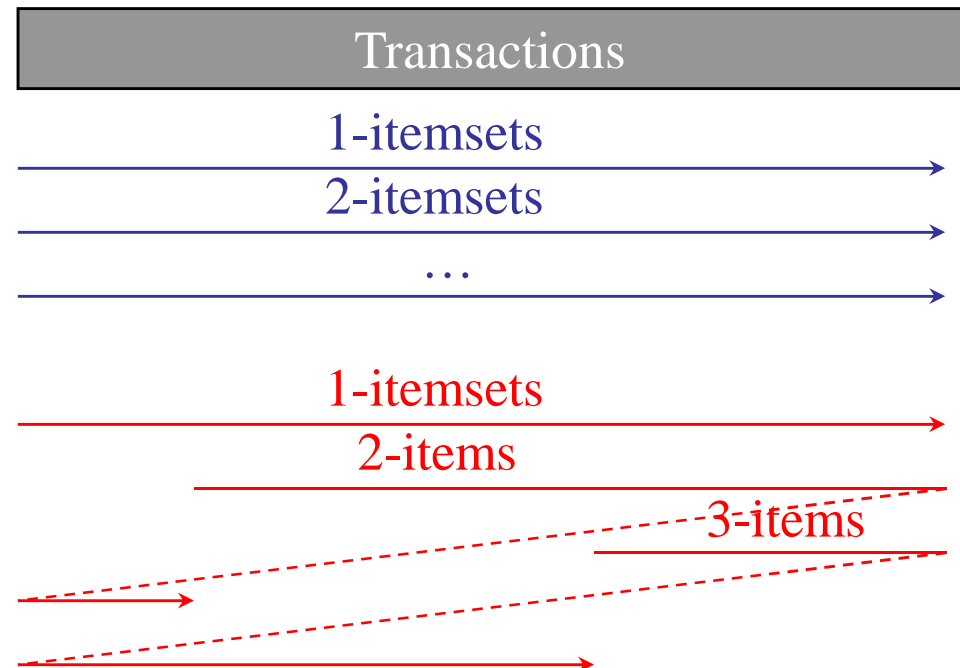 Transactions
1-itemsets
2-itemsets
…
1-itemsets
2-items
3-items